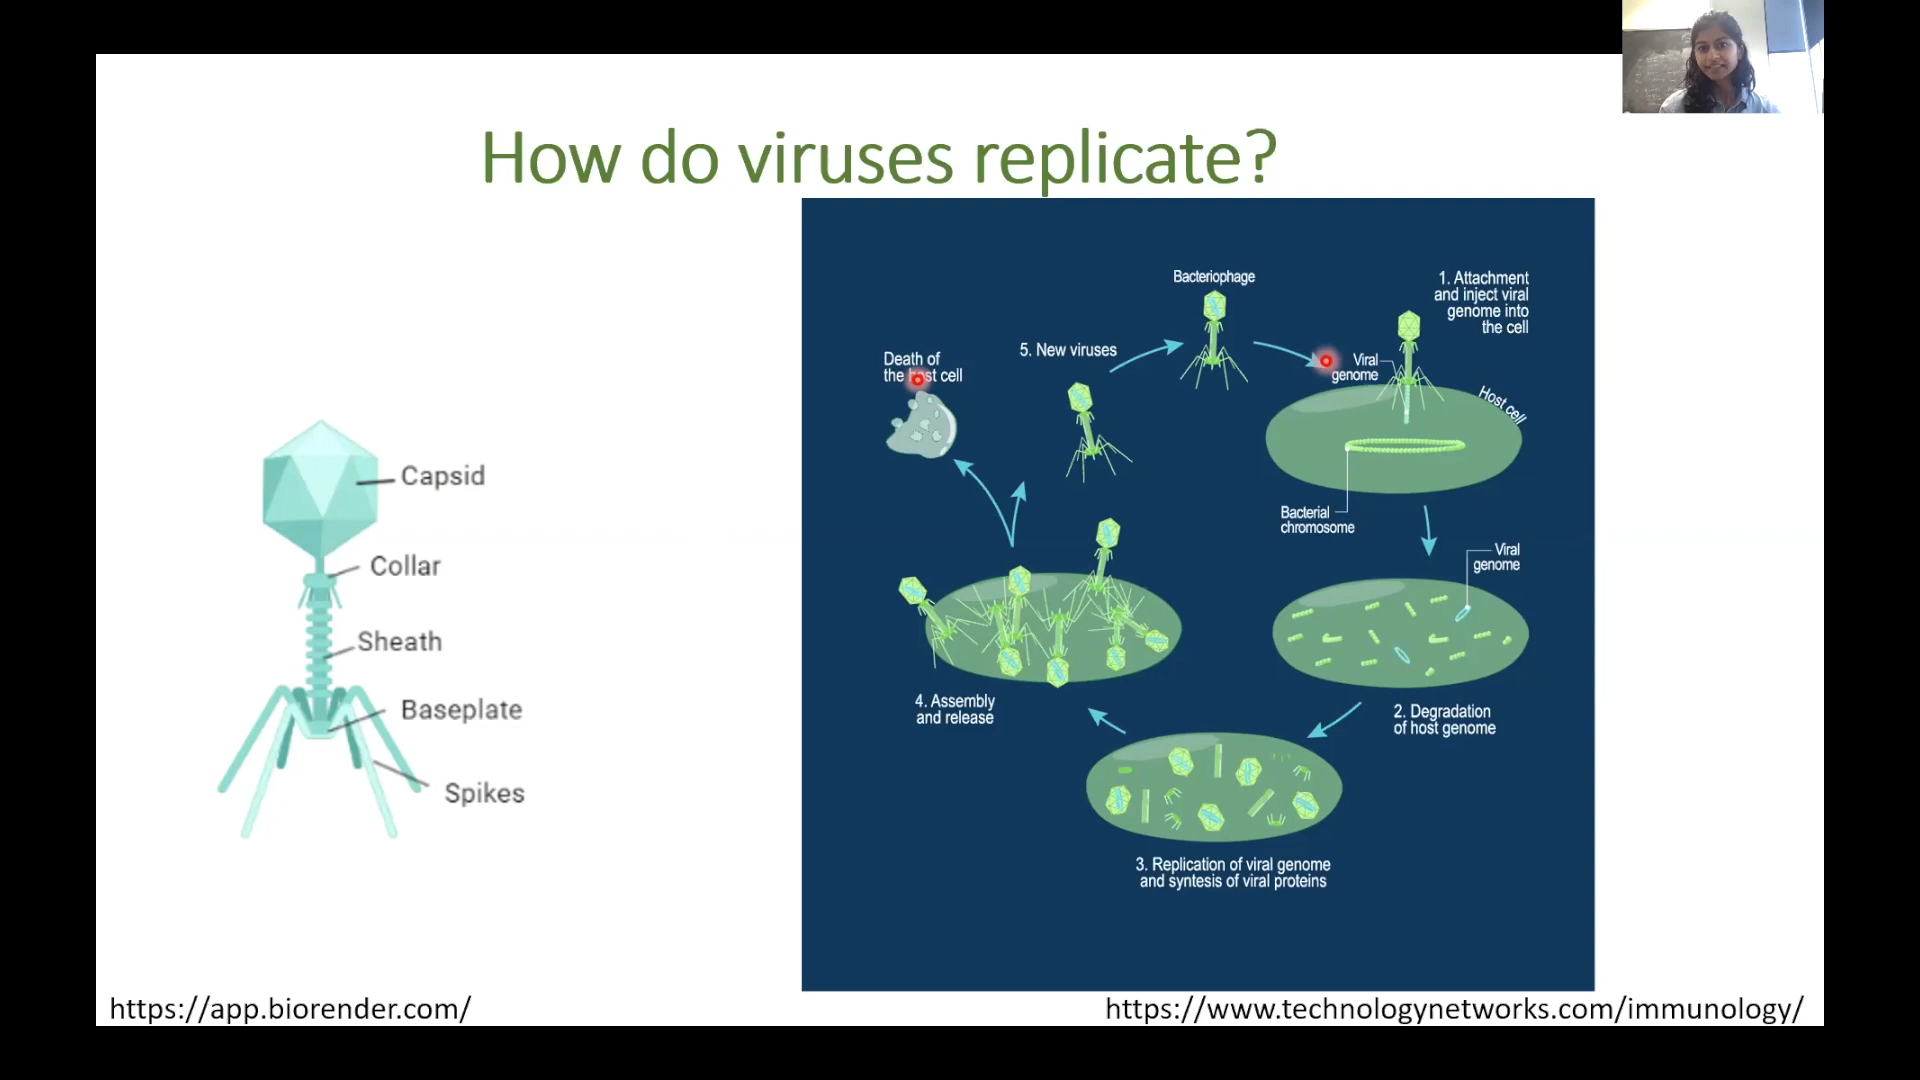 How do viruses replicate?
Capsid
Collar
Sheath
Baseplate
Spikes
Bacteriophage
1. Attachment
and inject viral
genome into
the cell
Viral
genome
Host cell
Bacterial
chromosome
Viral
genome
2. Degradation
of host genome
3. Replication of viral genome
and syntesis of viral proteins
4. Assembly
and release
5. New viruses
Death of
the host cell
https://app.biorender.com/
https://www.technologynetworks.com/immunology/